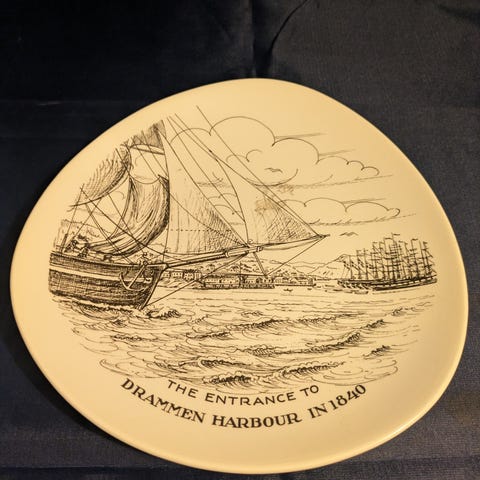 THE ENTRANCE TO
DRAMMEN HARBOUR IN 1840